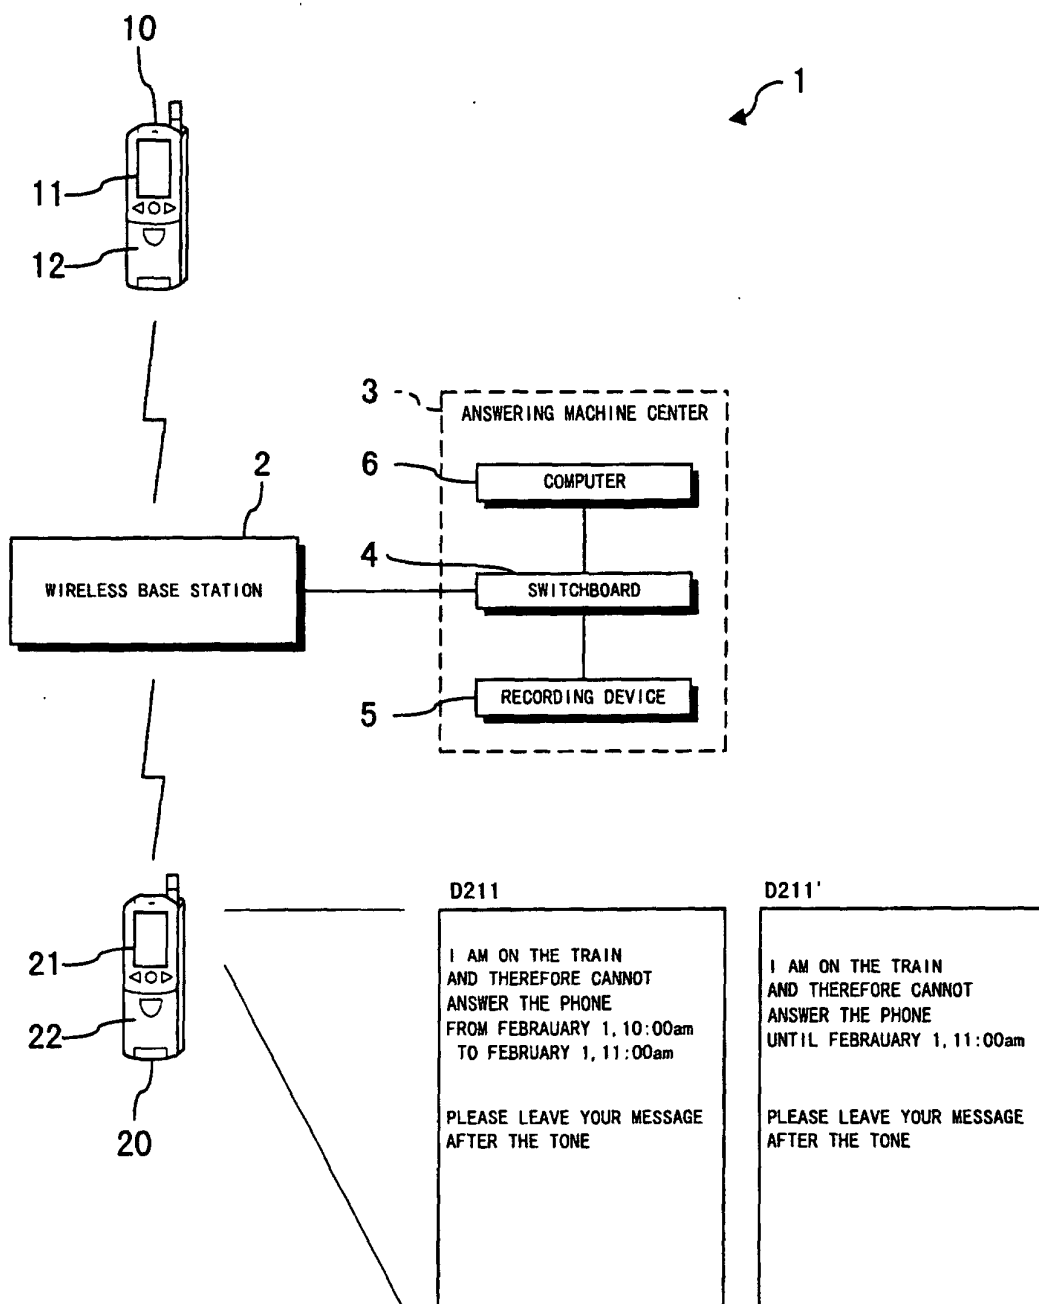 10
1
11
12
3
ANSWERING MACHINE CENTER
6
COMPUTER
2
4
WIRELESS BASE STATION
SWITCHBOARD
5
RECORDING DEVICE
D211
D211'
21
22
20
I AM ON THE TRAIN
AND THEREFORE CANNOT
ANSWER THE PHONE
FROM FEBRAUARY 1, 10:00am
TO FEBRUARY 1, 11:00am
PLEASE LEAVE YOUR MESSAGE
AFTER THE TONE
I AM ON THE TRAIN
AND THEREFORE CANNOT
ANSWER THE PHONE
UNTIL FEBRAUARY 1, 11:00am
PLEASE LEAVE YOUR MESSAGE
AFTER THE TONE